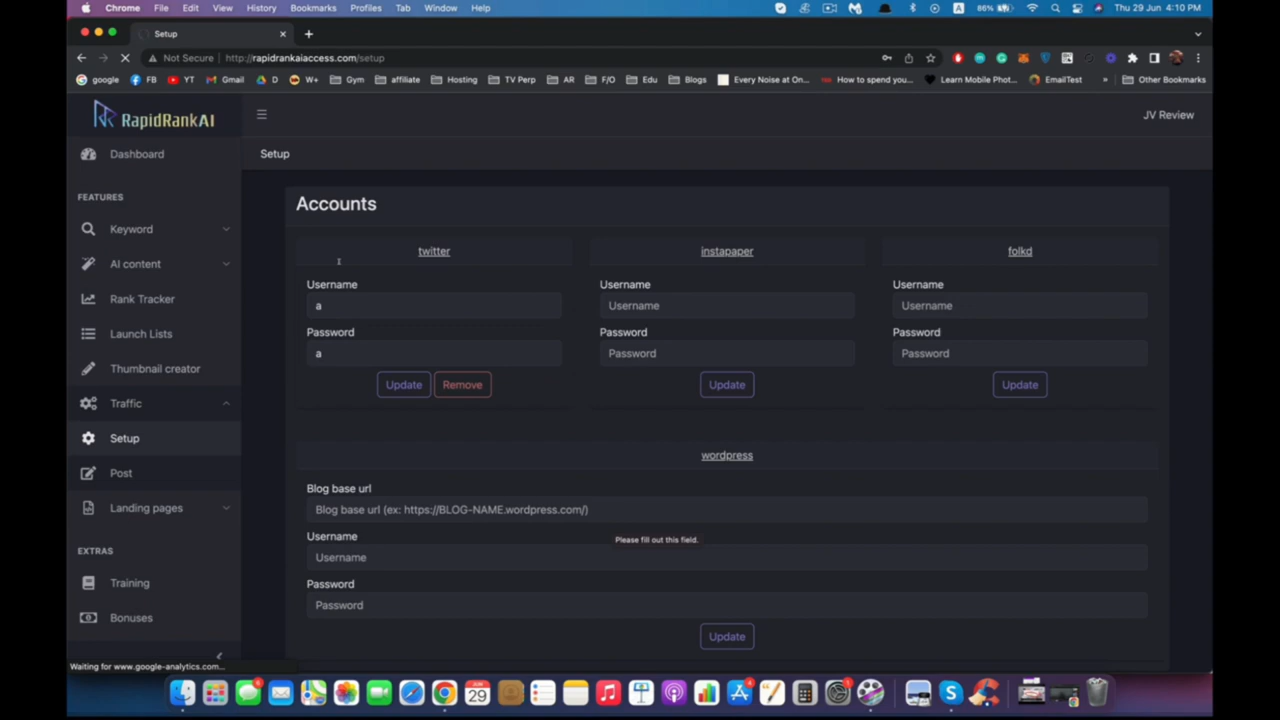 Chrome File Edit View History Bookmarks Profiles Tab Window Help
A 86% Thu 29 Jun 4:10 PM
Setup
Not Secure http://rapidrankaiaccess.com/setup
google FB YT Gmail D W+ Gym affiliate Hosting TV Perp AR F/O Edu Blogs Every Noise at On... How to spend you... Learn Mobile Phot... EmailTest » Other Bookmarks
RapidRankAI
JV Review
Dashboard
Setup
FEATURES
Keyword
AI content
Rank Tracker
Launch Lists
Thumbnail creator
Traffic
Setup
Post
Landing pages
EXTRAS
Training
Bonuses
Accounts
twitter
Username
a
Password
a
Update Remove
instapaper
Username
Username
Password
Password
Update
folkd
Username
Username
Password
Password
Update
wordpress
Blog base url
Blog base url (ex: https://BLOG-NAME.wordpress.com/)
Please fill out this field.
Username
Username
Password
Password
Update
Waiting for www.google-analytics.com...